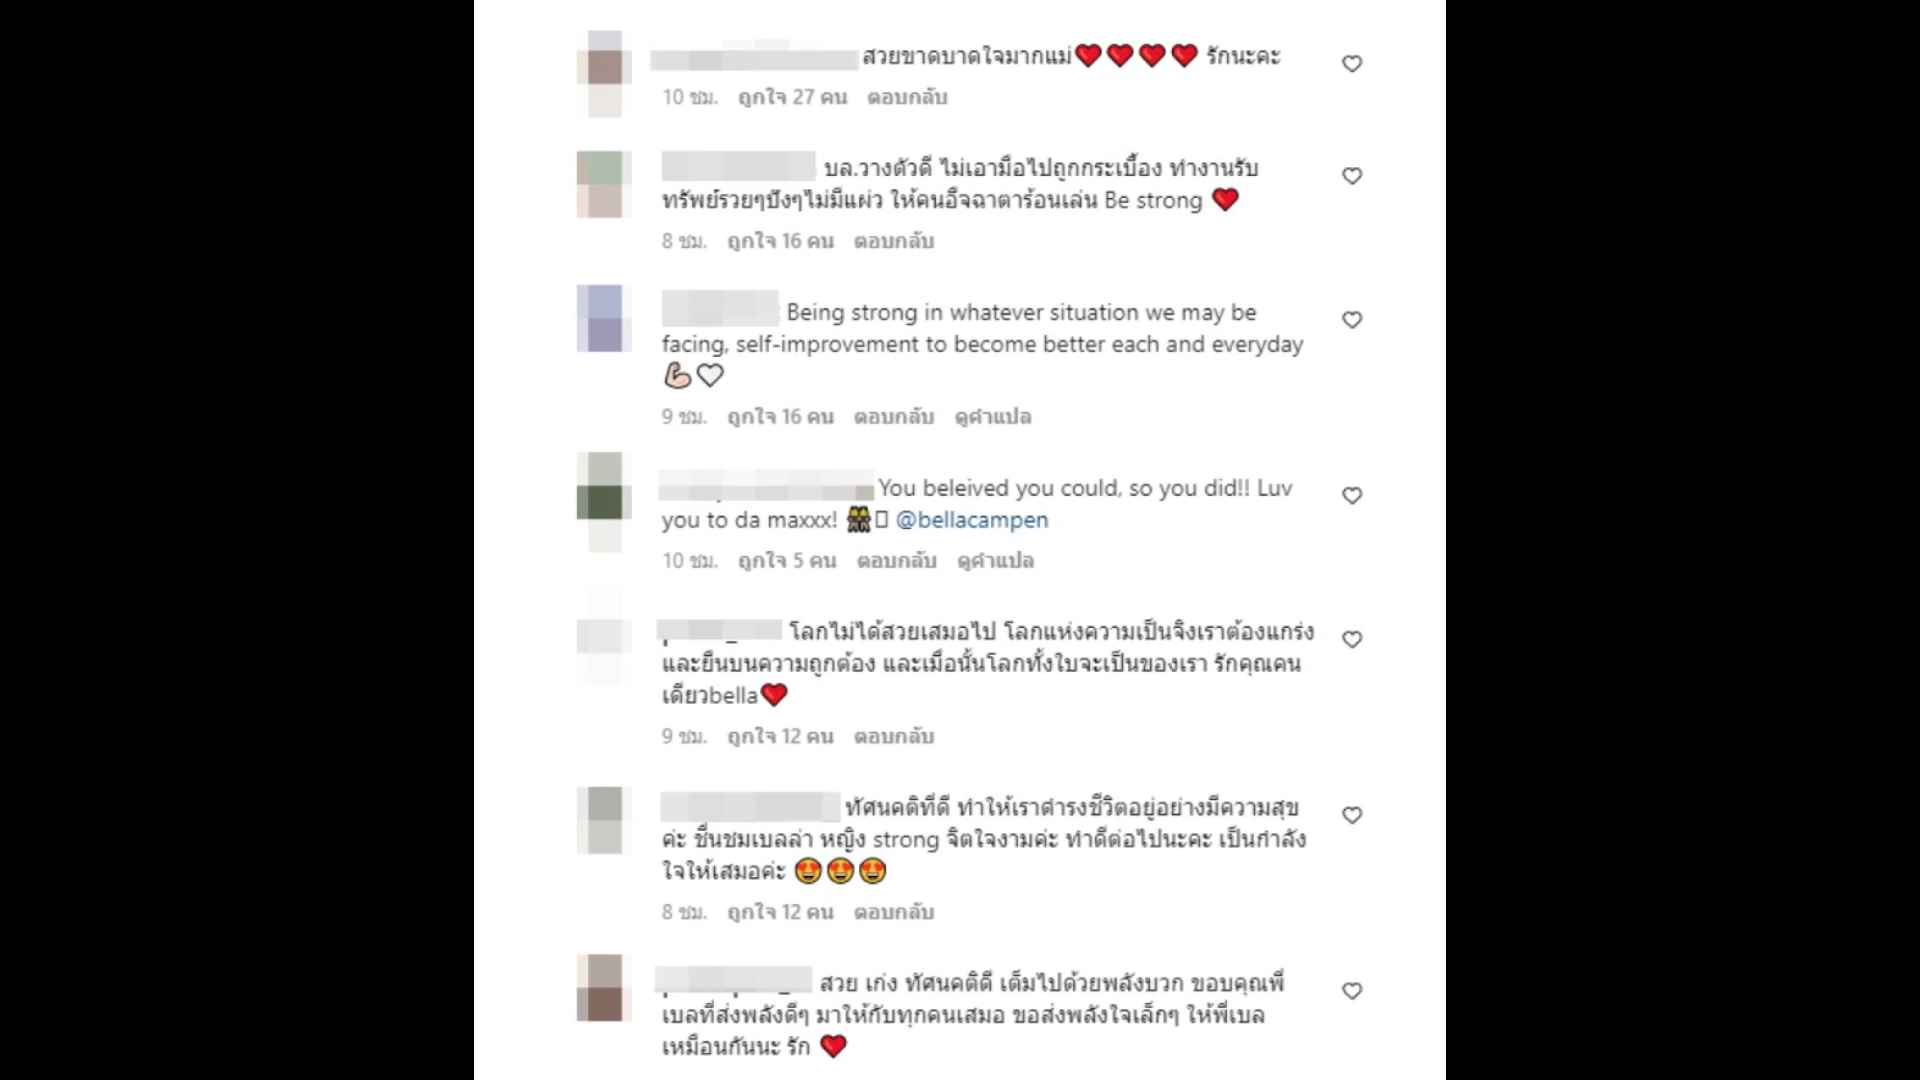 สวยขาดบาดใจมากแม่❤❤❤❤ รักนะคะ
10 ชม. ถูกใจ 27 คน ตอบกลับ
บล.วางตัวดี ไม่เอามือไปถูกกระเบื้อง ทำงานรับ
ทรัพย์รวยๆปังๆไม่มีแผ่ว ให้คนอิ๊จฉาตาร้อนเล่น Be strong ❤
8 ชม. ถูกใจ 16 คน ตอบกลับ
Being strong in whatever situation we may be
facing, self-improvement to become better each and everyday
💪🏻🤍
9 ชม. ถูกใจ 16 คน ตอบกลับ ดูคำแปล
You beleived you could, so you did!! Luv
you to da maxxx! 👯 @bellacampen
10 ชม. ถูกใจ 5 คน ตอบกลับ ดูคำแปล
โลกไม่ได้สวยเสมอไป โลกแห่งความเป็นจิงเราต้องแกร่ง
และยืนบนความถูกต้อง และเมื่อนั้นโลกทั้งใบจะเป็นของเรา รักคุณคน
เดียวbella❤
9 ชม. ถูกใจ 12 คน ตอบกลับ
ทัศนคติที่ดี ทำให้เราดำรงชีวิตอยู่อย่างมีความสุข
ค่ะ ชื่นชมเบลล่า หญิง strong จิตใจงามค่ะ ทำดีต่อไปนะคะ เป็นกำลัง
ใจให้เสมอค่ะ 😍😍😍
8 ชม. ถูกใจ 12 คน ตอบกลับ
สวย เก่ง ทัศนคติดี เต็มไปด้วยพลังบวก ขอบคุณพี่
เบลที่ส่งพลังดีๆ มาให้กับทุกคนเสมอ ขอส่งพลังใจเล็กๆ ให้พี่เบล
เหมือนกันนะ รัก ❤